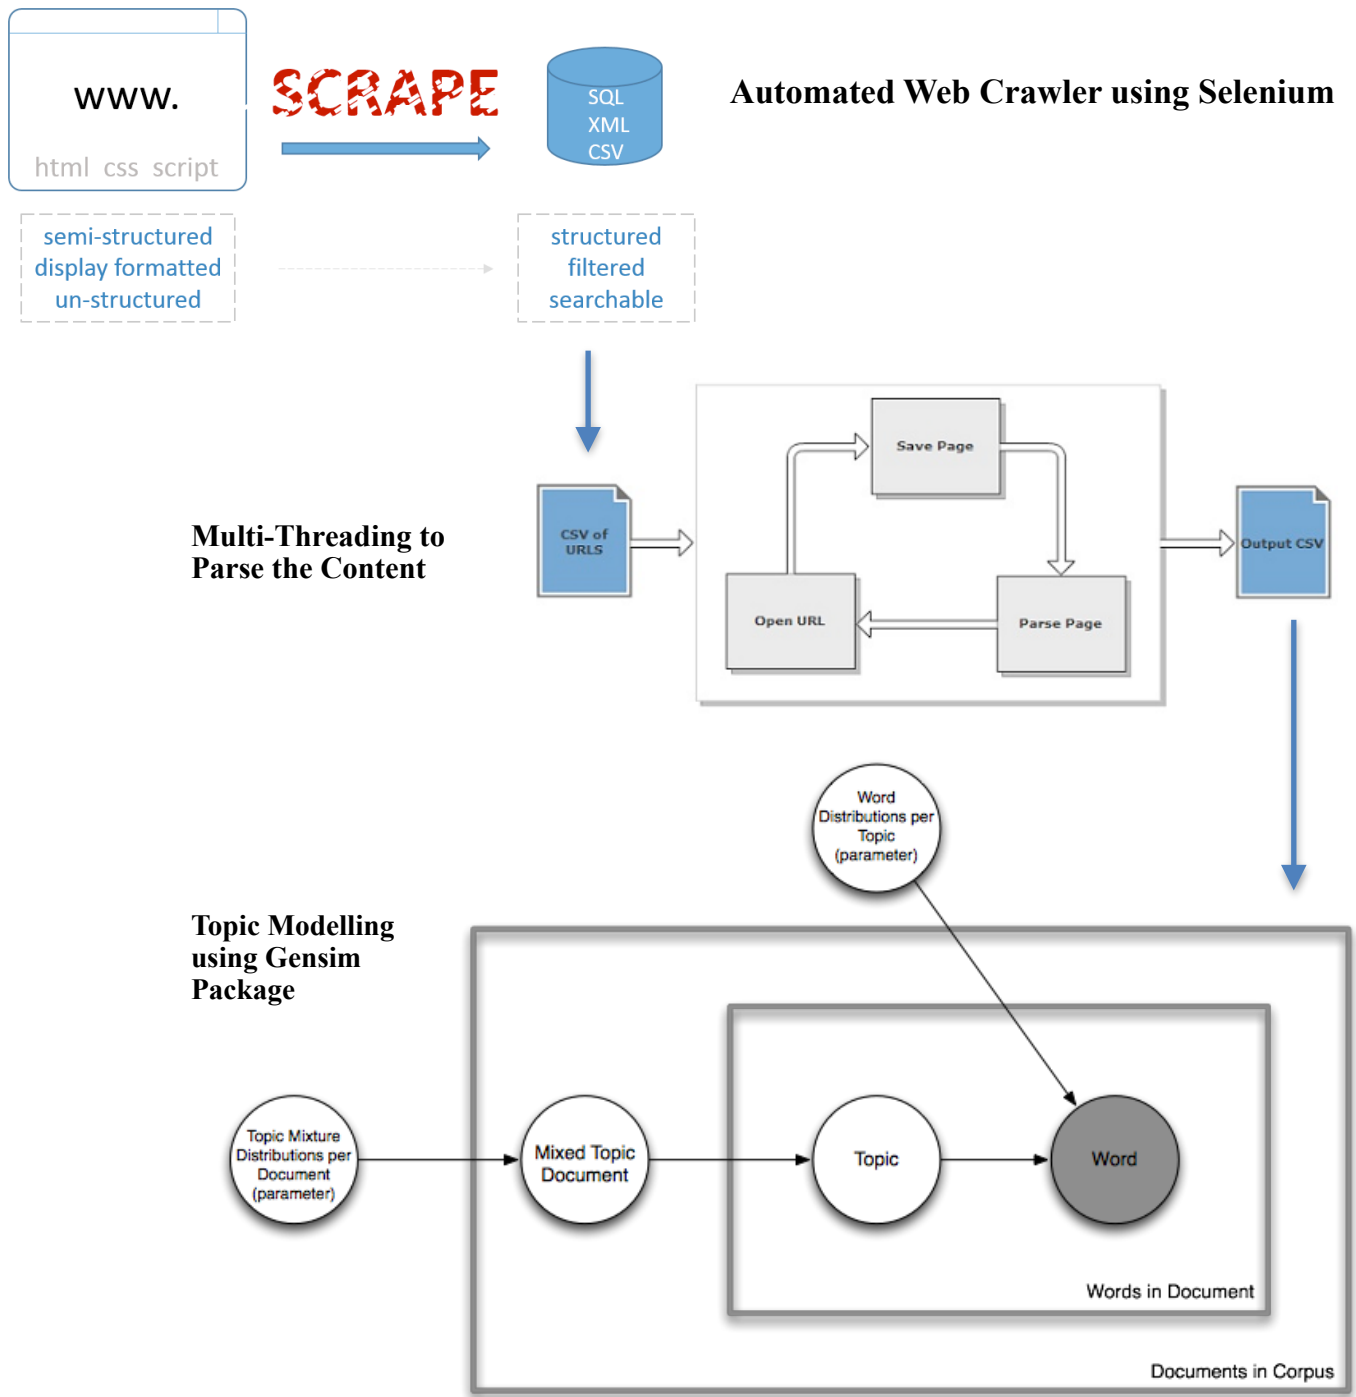 www.
html css script
SCRAPE
SQL
XML
CSV
Automated Web Crawler using Selenium
semi-structured
display formatted
un-structured
structured
filtered
searchable
Multi-Threading to
Parse the Content
CSV of
URLS
Save Page
Open URL
Parse Page
Output CSV
Word
Distributions per
Topic
(parameter)
Topic Modelling
using Gensim
Package
Topic Mixture
Distributions per
Document
(parameter)
Mixed Topic
Document
Topic
Word
Words in Document
Documents in Corpus